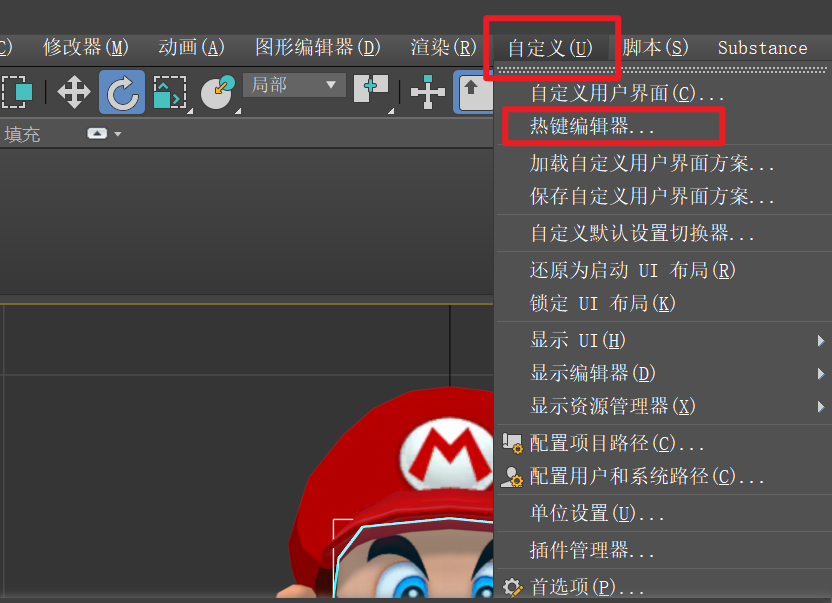 C) 修改器(M) 动画(A) 图形编辑器(D) 渲染(R) 自定义(U) 脚本(S) Substance
局部
填充
自定义用户界面(C)...
热键编辑器...
加载自定义用户界面方案...
保存自定义用户界面方案...
自定义默认设置切换器...
还原为启动 UI 布局(R)
锁定 UI 布局(K)
显示 UI(H)
显示编辑器(D)
显示资源管理器(X)
配置项目路径(C)...
配置用户和系统路径(C)...
单位设置(U)...
插件管理器...
首选项(P)...
M